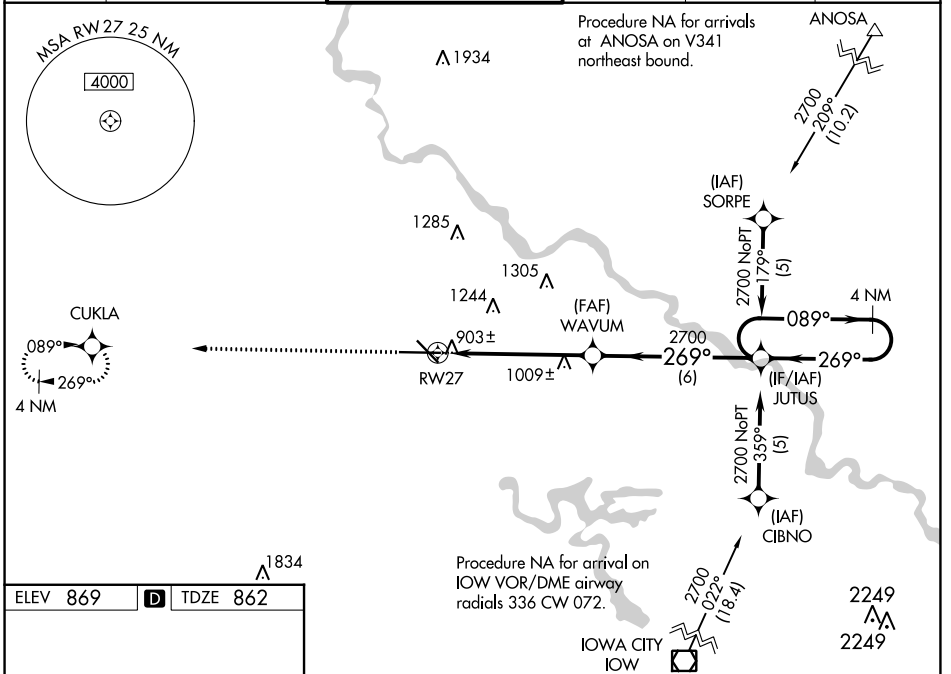 MSA RW27 25 NM
4000
1934
Procedure NA for arrivals
at ANOSA on V341
northeast bound.
ANOSA
2700
209°
(10.2)
(IAF)
SORPE
2700 NoPT
179°
(5)
1285
1305
1244
(FAF)
WAVUM
4 NM
089°
CUKLA
089°
269°
4 NM
903±
RW27
1009±
2700
269°
(6)
269°
(IF/IAF)
JUTUS
2700 NoPT
359°
(5)
(IAF)
CIBNO
1834
Procedure NA for arrival on
IOW VOR/DME airway
radials 336 CW 072.
2700
022°
(18.4)
IOWA CITY
IOW
2249
2249
ELEV 869 D TDZE 862